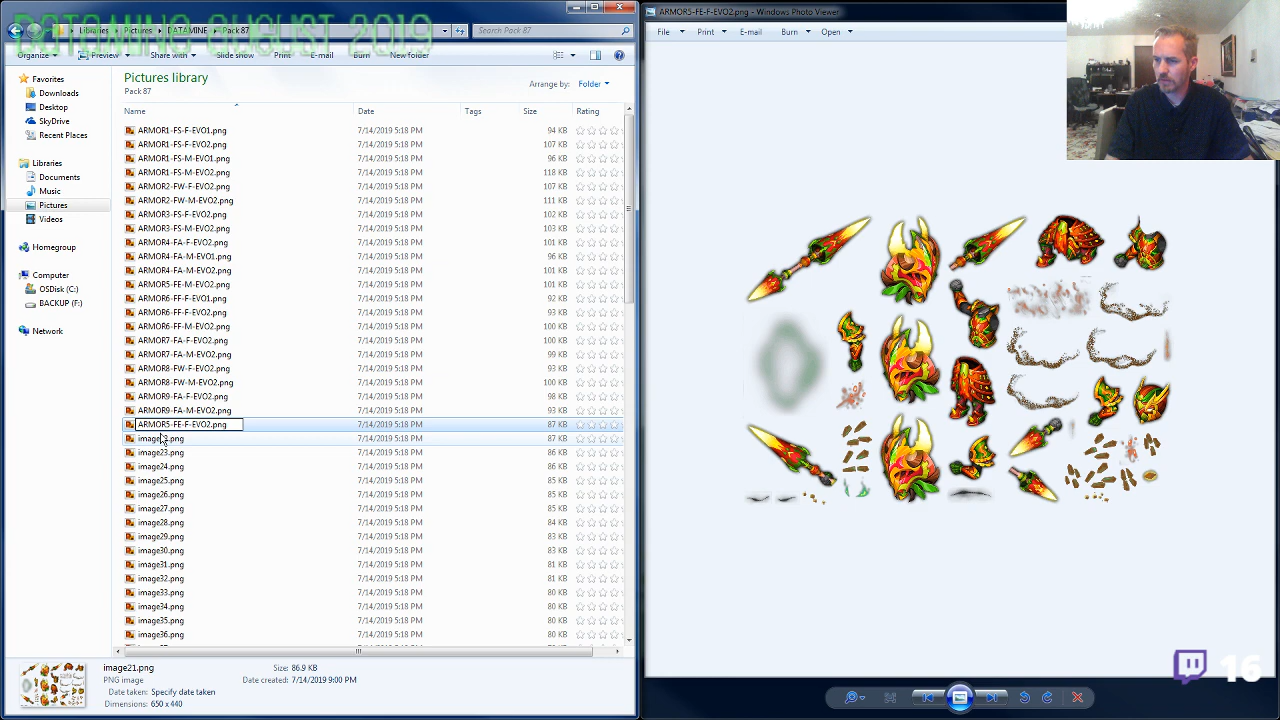 DATAMINING AUGUST 2019
Libraries ▸ Pictures ▸ DATAMINE ▸ Pack 87
Search Pack 87
Organize Preview Share with Slide show Print E-mail Burn New folder
Favorites
Downloads
Desktop
SkyDrive
Recent Places
Libraries
Documents
Music
Pictures
Videos
Homegroup
Computer
OSDisk (C:)
BACKUP (F:)
Network
Pictures library
Pack 87
Arrange by: Folder
Name Date Tags Size Rating
ARMOR1-FS-F-EVO1.png 7/14/2019 5:18 PM 94 KB
ARMOR1-FS-F-EVO2.png 7/14/2019 5:18 PM 107 KB
ARMOR1-FS-M-EVO1.png 7/14/2019 5:18 PM 96 KB
ARMOR1-FS-M-EVO2.png 7/14/2019 5:18 PM 118 KB
ARMOR2-FW-F-EVO2.png 7/14/2019 5:18 PM 107 KB
ARMOR2-FW-M-EVO2.png 7/14/2019 5:18 PM 111 KB
ARMOR3-FS-F-EVO2.png 7/14/2019 5:18 PM 102 KB
ARMOR3-FS-M-EVO2.png 7/14/2019 5:18 PM 103 KB
ARMOR4-FA-F-EVO2.png 7/14/2019 5:18 PM 101 KB
ARMOR4-FA-M-EVO1.png 7/14/2019 5:18 PM 96 KB
ARMOR4-FA-M-EVO2.png 7/14/2019 5:18 PM 101 KB
ARMOR5-FE-M-EVO2.png 7/14/2019 5:18 PM 101 KB
ARMOR6-FF-F-EVO1.png 7/14/2019 5:18 PM 92 KB
ARMOR6-FF-F-EVO2.png 7/14/2019 5:18 PM 93 KB
ARMOR6-FF-M-EVO2.png 7/14/2019 5:18 PM 100 KB
ARMOR7-FA-F-EVO2.png 7/14/2019 5:18 PM 100 KB
ARMOR7-FA-M-EVO2.png 7/14/2019 5:18 PM 99 KB
ARMOR8-FW-F-EVO2.png 7/14/2019 5:18 PM 93 KB
ARMOR8-FW-M-EVO2.png 7/14/2019 5:18 PM 100 KB
ARMOR9-FA-F-EVO2.png 7/14/2019 5:18 PM 98 KB
ARMOR9-FA-M-EVO2.png 7/14/2019 5:18 PM 93 KB
ARMOR5-FE-F-EVO2.png 7/14/2019 5:18 PM 87 KB
7/14/2019 5:18 PM 87 KB
image23.png 7/14/2019 5:18 PM 86 KB
image24.png 7/14/2019 5:18 PM 86 KB
image25.png 7/14/2019 5:18 PM 85 KB
image26.png 7/14/2019 5:18 PM 85 KB
image27.png 7/14/2019 5:18 PM 85 KB
image28.png 7/14/2019 5:18 PM 84 KB
image29.png 7/14/2019 5:18 PM 83 KB
image30.png 7/14/2019 5:18 PM 83 KB
image31.png 7/14/2019 5:18 PM 81 KB
image32.png 7/14/2019 5:18 PM 81 KB
image33.png 7/14/2019 5:18 PM 80 KB
image34.png 7/14/2019 5:18 PM 80 KB
image35.png 7/14/2019 5:18 PM 80 KB
image36.png 7/14/2019 5:18 PM 80 KB
image21.png Size: 86.9 KB
PNG image Date created: 7/14/2019 9:00 PM
Date taken: Specify date taken
Dimensions: 650 x 440
ARMOR5-FE-F-EVO2.png - Windows Photo Viewer
File Print E-mail Burn Open
16